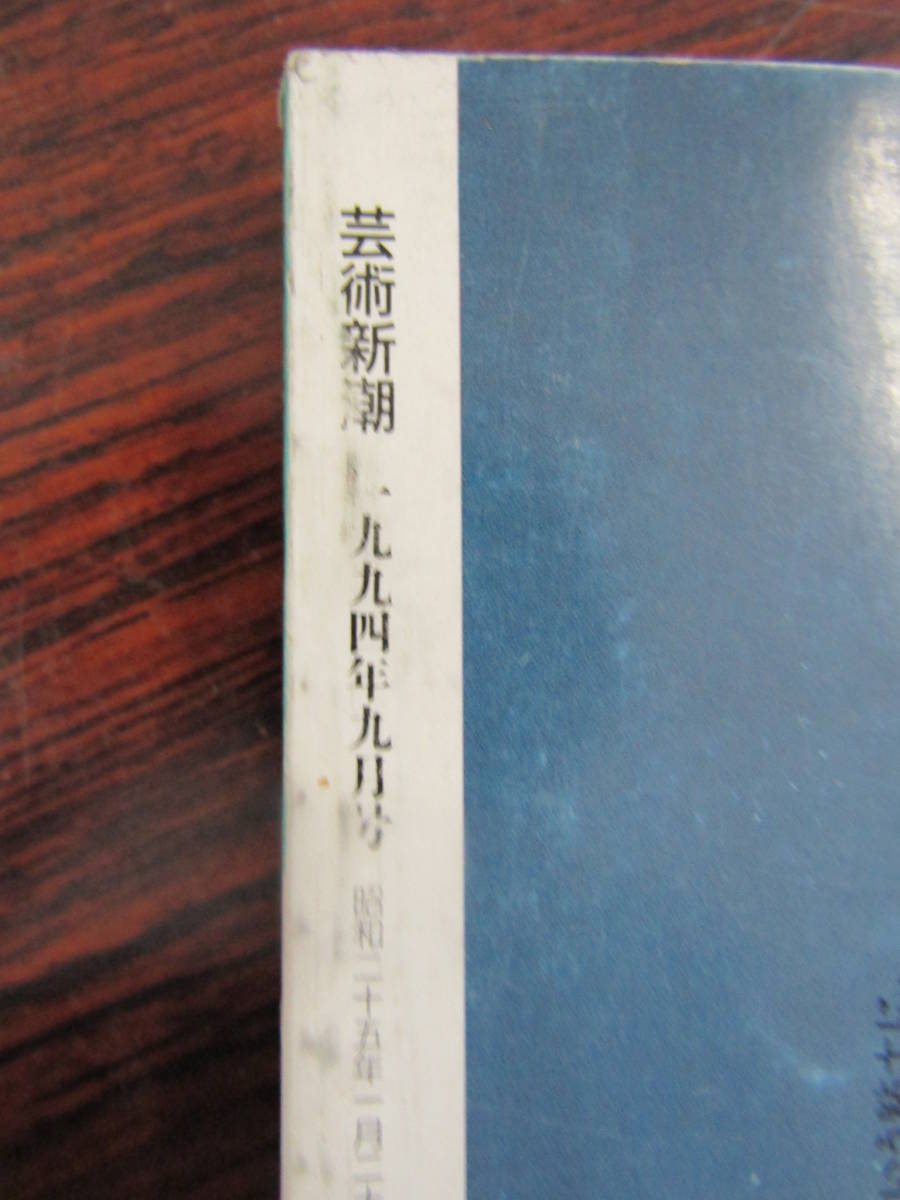 芸術新潮 一九九四年九月号 昭和二十五年一月二